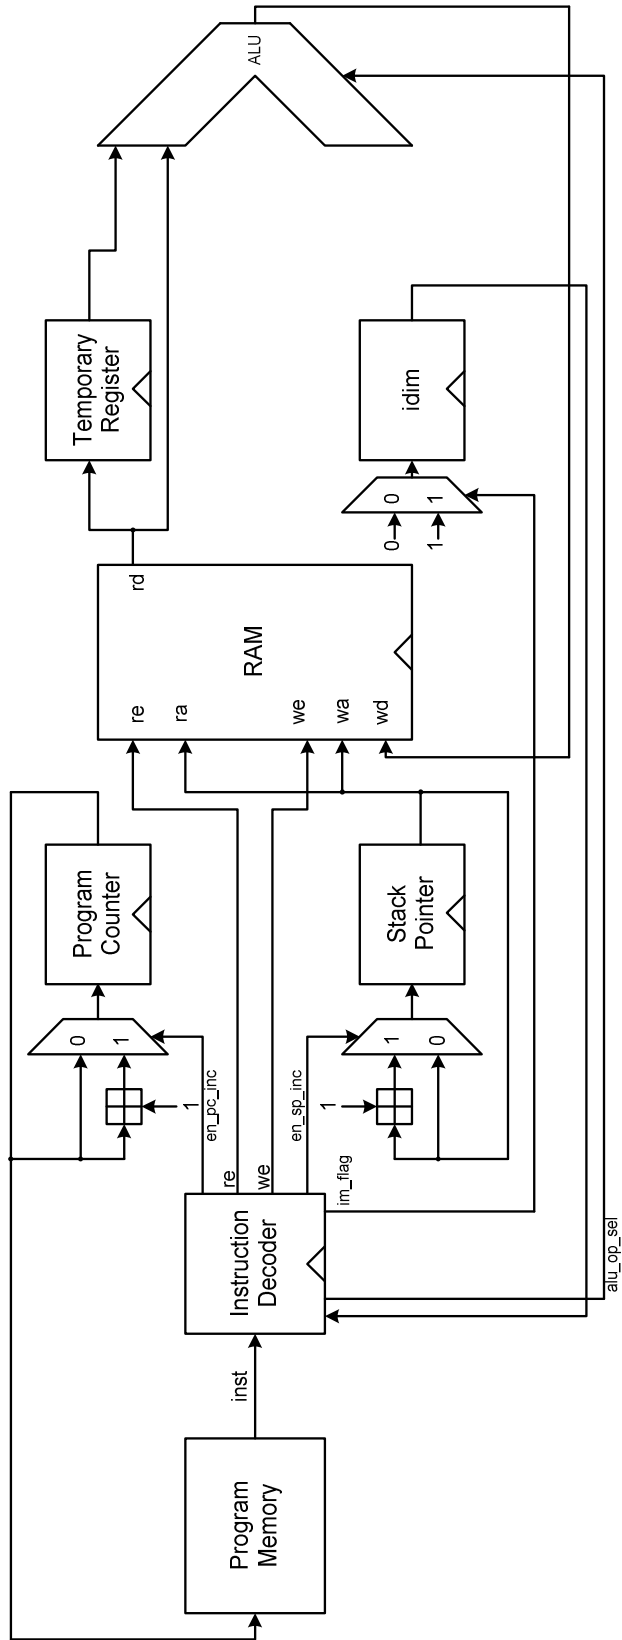 Program
Memory
inst
Instruction
Decoder
en_pc_inc
re
we
en_sp_inc
im_flag
alu_op_sel
1
0
1
Program
Counter
1
1
0
Stack
Pointer
re
ra
we
wa
wd
RAM
rd
Temporary
Register
0
1
0
1
idim
ALU